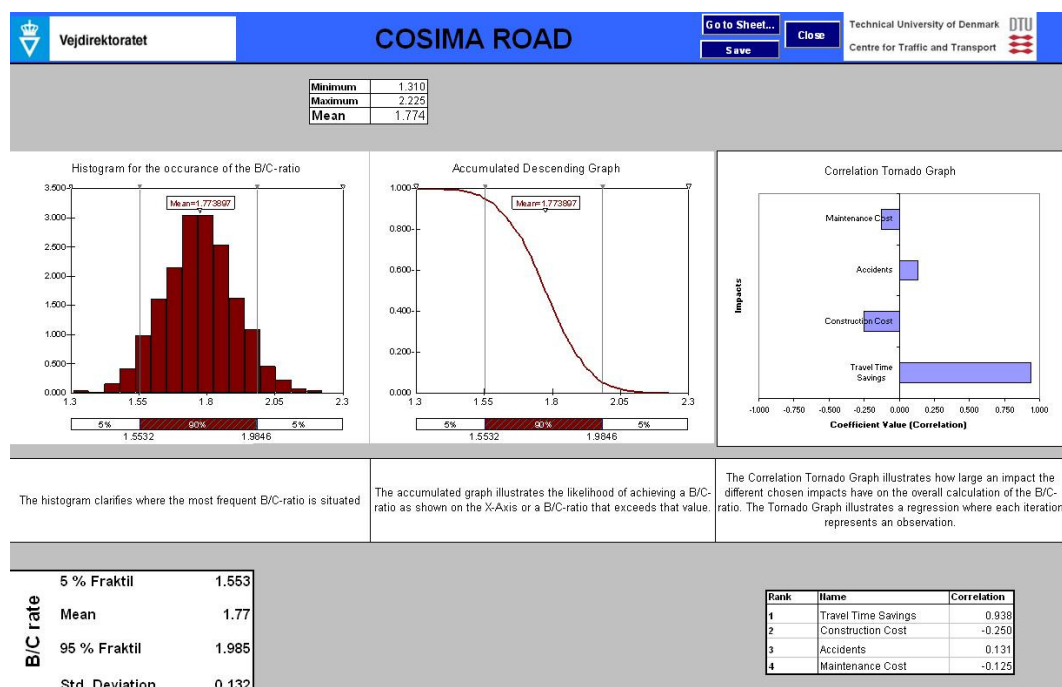 Vejdirektoratet
COSIMA ROAD
Go to Sheet...
Save
Close
Technical University of Denmark
DTU
Centre for Traffic and Transport
Minimum 1.310
Maximum 2.225
Mean 1.774
Histogram for the occurance of the B/C-ratio
Mean=1.773897
3.500
3.000
2.500
2.000
1.500
1.000
0.500
0.000
1.3 1.55 1.8 2.05 2.3
5% 90% 5%
1.5532 1.9846
Accumulated Descending Graph
Mean=1.773897
1.000
0.800
0.600
0.400
0.200
0.000
1.3 1.55 1.8 2.05 2.3
5% 90% 5%
1.5532 1.9846
Correlation Tornado Graph
Impacts
Maintenance Cost
Accidents
Construction Cost
Travel Time
Savings
-1.000 -0.750 -0.500 -0.250 0.000 0.250 0.500 0.750 1.000
Coefficient Value (Correlation)
The histogram clarifies where the most frequent B/C-ratio is situated
The accumulated graph illustrates the likelihood of achieving a B/C-
ratio as shown on the X-Axis or a B/C-ratio that exceeds that value.
The Correlation Tornado Graph illustrates how large an impact the
different chosen impacts have on the overall calculation of the B/C-
ratio. The Tornado Graph illustrates a regression where each iteration
represents an observation.
B/C rate
5 % Fraktil 1.553
Mean 1.77
95 % Fraktil 1.985
Std. Deviation 0.132
Rank Name Correlation
1 Travel Time Savings 0.938
2 Construction Cost -0.250
3 Accidents 0.131
4 Maintenance Cost -0.125